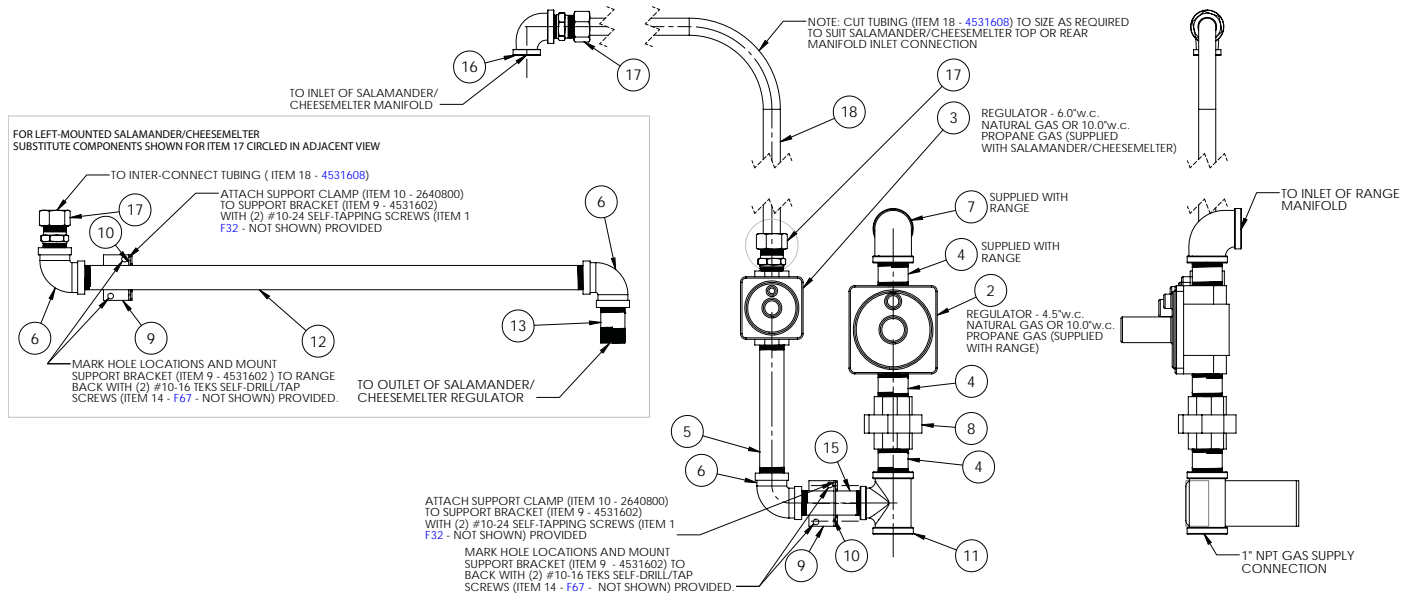 NOTE: CUT TUBING (ITEM 18 - 4531608) TO SIZE AS REQUIRED
TO SUIT SALAMANDER/CHEESEMELTER TOP OR REAR
MANIFOLD INLET CONNECTION
16
17
TO INLET OF SALAMANDER/
CHEESEMELTER MANIFOLD
17
18
3
REGULATOR - 6.0"w.c.
NATURAL GAS OR 10.0"w.c.
PROPANE GAS (SUPPLIED
WITH SALAMANDER/CHEESEMELTER)
FOR LEFT-MOUNTED SALAMANDER/CHEESEMELTER
SUBSTITUTE COMPONENTS SHOWN FOR ITEM 17 CIRCLED IN ADJACENT VIEW
TO INTER-CONNECT TUBING ( ITEM 18 - 4531608)
ATTACH SUPPORT CLAMP (ITEM 10 - 2640800)
TO SUPPORT BRACKET (ITEM 9 - 4531602)
WITH (2) #10-24 SELF-TAPPING SCREWS (ITEM 1
F32 - NOT SHOWN) PROVIDED
17
10
6
6
9
12
13
MARK HOLE LOCATIONS AND MOUNT
SUPPORT BRACKET (ITEM 9 - 4531602 ) TO RANGE
BACK WITH (2) #10-16 TEKS SELF-DRILL/TAP
SCREWS (ITEM 14 - F67 - NOT SHOWN) PROVIDED.
TO OUTLET OF SALAMANDER/
CHEESEMELTER REGULATOR
7
SUPPLIED WITH
RANGE
4
SUPPLIED WITH
RANGE
2
REGULATOR - 4.5"w.c.
NATURAL GAS OR 10.0"w.c.
PROPANE GAS (SUPPLIED
WITH RANGE)
TO INLET OF RANGE
MANIFOLD
4
8
5
15
4
6
ATTACH SUPPORT CLAMP (ITEM 10 - 2640800)
TO SUPPORT BRACKET (ITEM 9 - 4531602)
WITH (2) #10-24 SELF-TAPPING SCREWS (ITEM 1
F32 - NOT SHOWN) PROVIDED
9
10
11
MARK HOLE LOCATIONS AND MOUNT
SUPPORT BRACKET (ITEM 9 - 4531602) TO
BACK WITH (2) #10-16 TEKS SELF-DRILL/TAP
SCREWS (ITEM 14 - F67 - NOT SHOWN) PROVIDED.
1" NPT GAS SUPPLY
CONNECTION